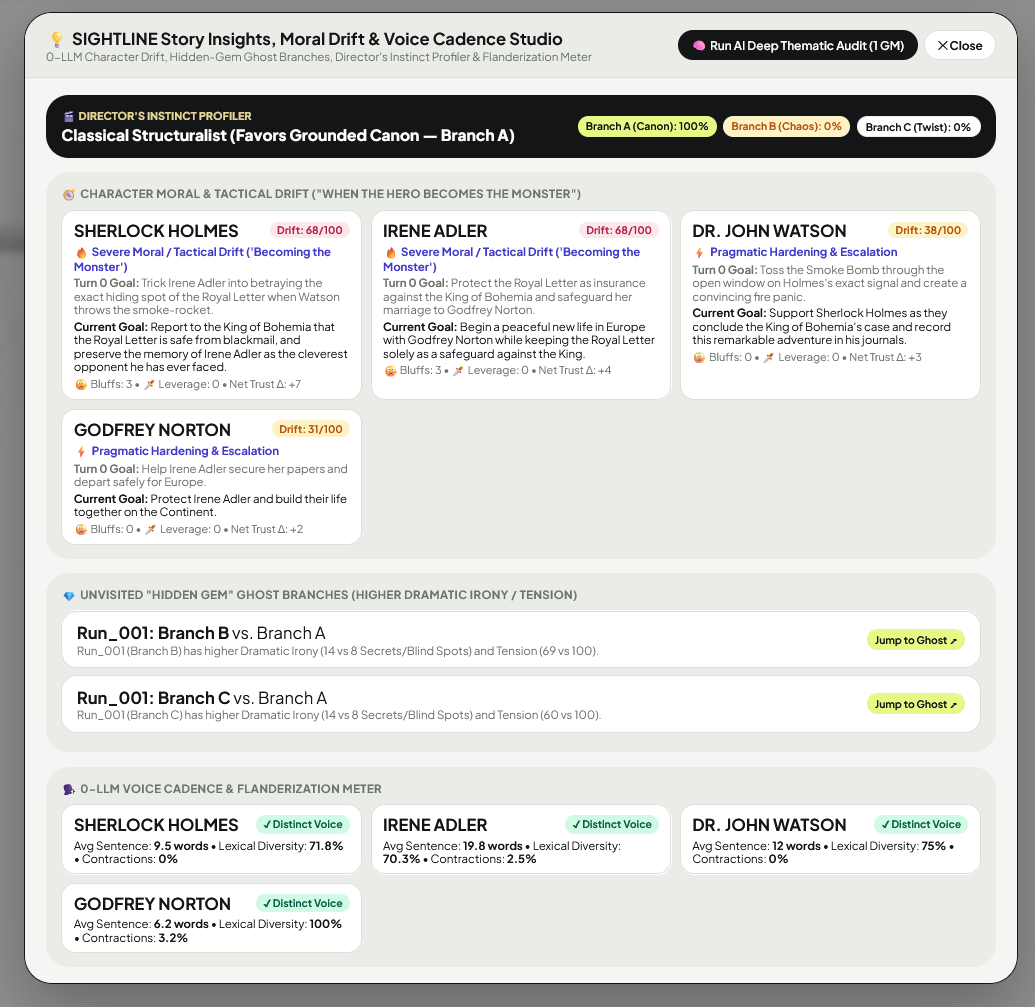 SIGHTLINE Story Insights, Moral Drift & Voice Cadence Studio
0-LLM Character Drift, Hidden-Gem Ghost Branches, Director's Instinct Profiler & Flanderization Meter
Run AI Deep Thematic Audit (1 GM)
✕ Close
DIRECTOR'S INSTINCT PROFILER
Classical Structuralist (Favors Grounded Canon — Branch A)
Branch A (Canon): 100%
Branch B (Chaos): 0%
Branch C (Twist): 0%
CHARACTER MORAL & TACTICAL DRIFT ("WHEN THE HERO BECOMES THE MONSTER")
SHERLOCK HOLMES
Drift: 68/100
Severe Moral / Tactical Drift ('Becoming the
Monster')
Turn 0 Goal: Trick Irene Adler into betraying the
exact hiding spot of the Royal Letter when Watson
throws the smoke-rocket.
Current Goal: Report to the King of Bohemia that
the Royal Letter is safe from blackmail, and
preserve the memory of Irene Adler as the cleverest
opponent he has ever faced.
Bluffs: 3 • Leverage: 0 • Net Trust Δ: +7
IRENE ADLER
Drift: 68/100
Severe Moral / Tactical Drift ('Becoming the
Monster')
Turn 0 Goal: Protect the Royal Letter as insurance
against the King of Bohemia and safeguard her
marriage to Godfrey Norton.
Current Goal: Begin a peaceful new life in Europe
with Godfrey Norton while keeping the Royal Letter
solely as a safeguard against the King.
Bluffs: 3 • Leverage: 0 • Net Trust Δ: +4
DR. JOHN WATSON
Drift: 38/100
Pragmatic Hardening & Escalation
Turn 0 Goal: Toss the Smoke Bomb through the
open window on Holmes's exact signal and create a
convincing fire panic.
Current Goal: Support Sherlock Holmes as they
conclude the King of Bohemia's case and record
this remarkable adventure in his journals.
Bluffs: 0 • Leverage: 0 • Net Trust Δ: +3
GODFREY NORTON
Drift: 31/100
Pragmatic Hardening & Escalation
Turn 0 Goal: Help Irene Adler secure her papers and
depart safely for Europe.
Current Goal: Protect Irene Adler and build their life
together on the Continent.
Bluffs: 0 • Leverage: 0 • Net Trust Δ: +2
UNVISITED "HIDDEN GEM" GHOST BRANCHES (HIGHER DRAMATIC IRONY / TENSION)
Run_001: Branch B vs. Branch A
Run_001 (Branch B) has higher Dramatic Irony (14 vs 8 Secrets/Blind Spots) and Tension (69 vs 100).
Jump to Ghost ↗
Run_001: Branch C vs. Branch A
Run_001 (Branch C) has higher Dramatic Irony (14 vs 8 Secrets/Blind Spots) and Tension (60 vs 100).
Jump to Ghost ↗
0-LLM VOICE CADENCE & FLANDERIZATION METER
SHERLOCK HOLMES
✓ Distinct Voice
Avg Sentence: 9.5 words • Lexical Diversity: 71.8%
• Contractions: 0%
IRENE ADLER
✓ Distinct Voice
Avg Sentence: 19.8 words • Lexical Diversity:
70.3% • Contractions: 2.5%
DR. JOHN WATSON
✓ Distinct Voice
Avg Sentence: 12 words • Lexical Diversity: 75% •
Contractions: 0%
GODFREY NORTON
✓ Distinct Voice
Avg Sentence: 6.2 words • Lexical Diversity: 100%
• Contractions: 3.2%